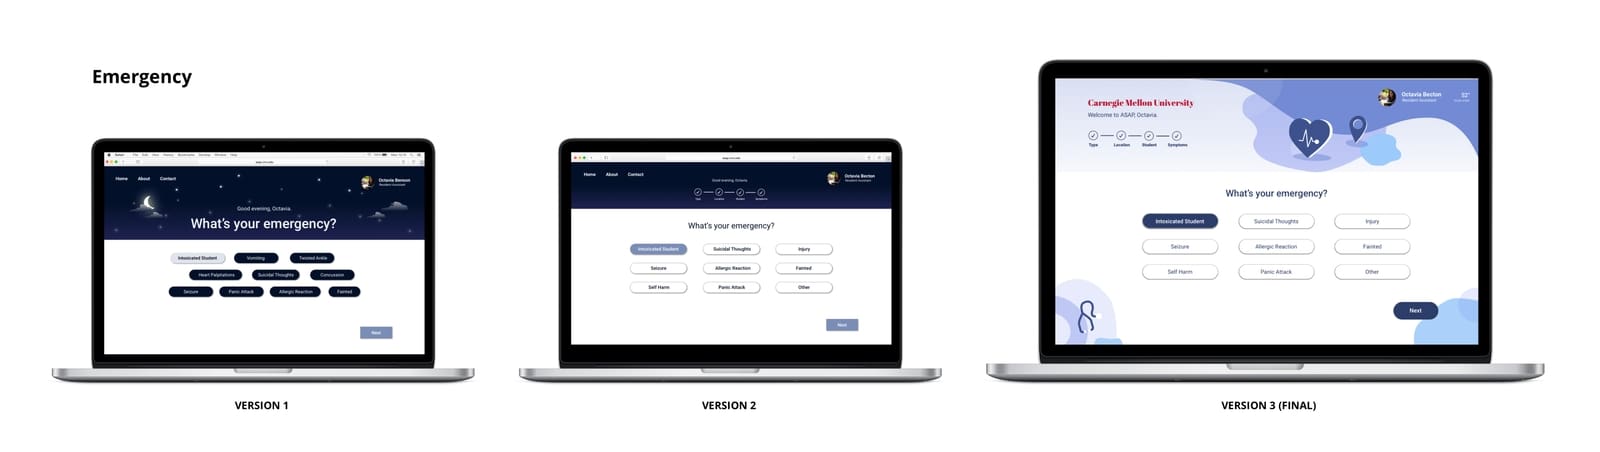 Emergency
Home About Contact
Octavia Benson
Resident Assistant
Good evening, Octavia.
What's your emergency?
Intoxicated Student Vomiting Twisted Ankle
Heart Palpitations Suicidal Thoughts Concussion
Seizure Panic Attack Allergic Reaction Fainted
Next
VERSION 1
Home About Contact
Good evening, Octavia.
Octavia Becton
Resident Assistant
Type Location Student Symptoms
What's your emergency?
Intoxicated Student Suicidal Thoughts Injury
Seizure Allergic Reaction Fainted
Self Harm Panic Attack Other
Next
VERSION 2
Carnegie Mellon University
Welcome to ASAP, Octavia.
Octavia Becton
Resident Assistant
52°
Type Location Student Symptoms
What's your emergency?
Intoxicated Student Suicidal Thoughts Injury
Seizure Allergic Reaction Fainted
Self Harm Panic Attack Other
Next
VERSION 3 (FINAL)